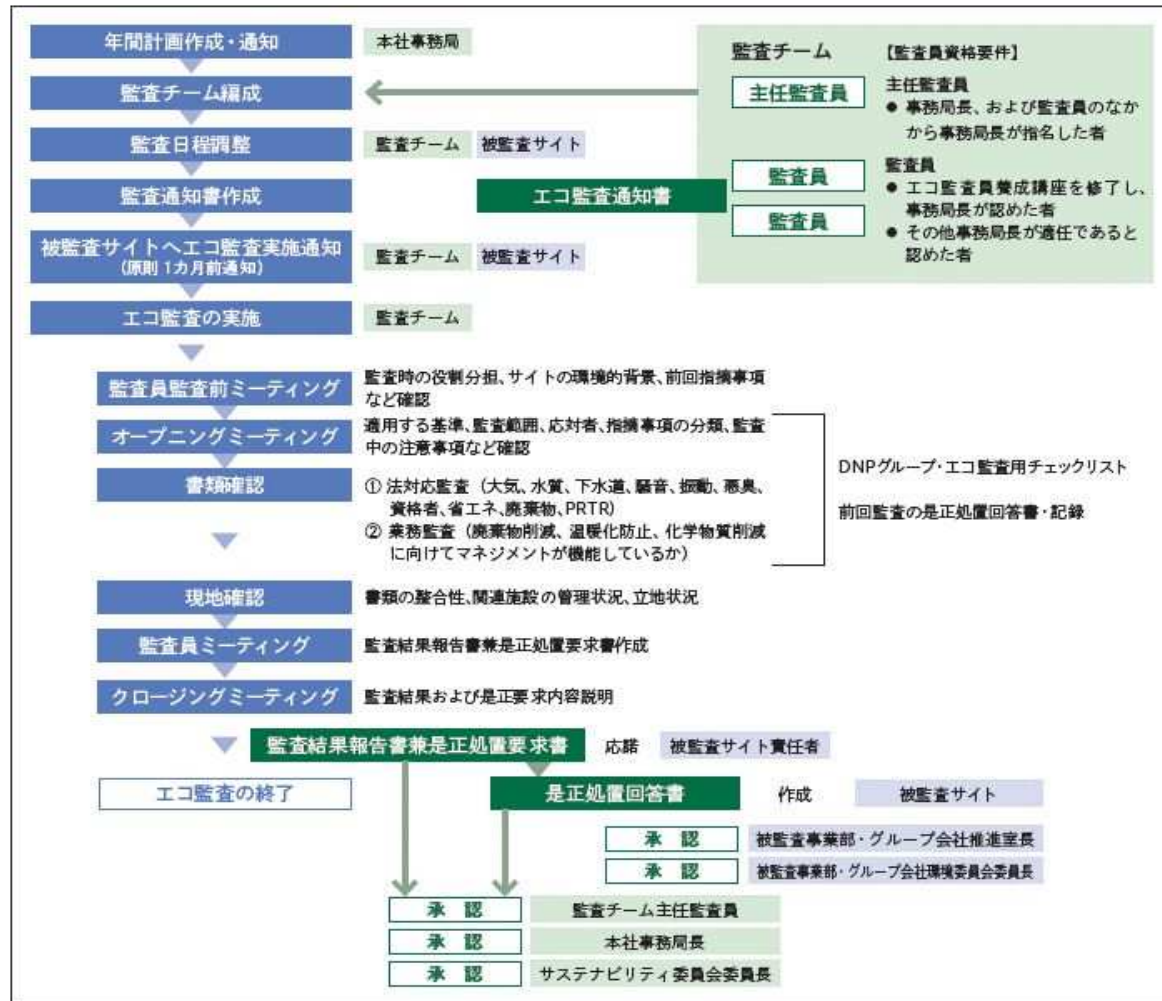 年間計画作成・通知
本社事務局
監査チーム編成
監査日程調整
監査チーム
被監査サイト
監査通知書作成
エコ監査通知書
被監査サイトへエコ監査実施通知
(原則1カ月前通知)
監査チーム
被監査サイト
エコ監査の実施
監査チーム
監査チーム
【監査員資格要件】
主任監査員
主任監査員
● 事務局長、および監査員のなか
から事務局長が指名した者
監査員
監査員
監査員
● エコ監査員養成講座を修了し、
事務局長が認めた者
● その他事務局長が適任であると
認めた者
監査員監査前ミーティング
監査時の役割分担、サイトの環境的背景、前回指摘事項
など確認
オープニングミーティング
適用する基準、監査範囲、応対者、指摘事項の分類、監査
中の注意事項など確認
書類確認
① 法対応監査（大気、水質、下水道、騒音、振動、悪臭、
資格者、省エネ、廃棄物、PRTR）
② 業務監査（廃棄物削減、温暖化防止、化学物質削減
に向けてマネジメントが機能しているか）
DNPグループ・エコ監査用チェックリスト
前回監査の是正処置回答書・記録
現地確認
書類の整合性、関連施設の管理状況、立地状況
監査員ミーティング
監査結果報告書兼是正処置要求書作成
クロージングミーティング
監査結果および是正要求内容説明
監査結果報告書兼是正処置要求書
応諾
被監査サイト責任者
エコ監査の終了
是正処置回答書
作成
被監査サイト
承 認
被監査事業部・グループ会社推進室長
承 認
被監査事業部・グループ会社環境委員会委員長
承 認
監査チーム主任監査員
承 認
本社事務局長
承 認
サステナビリティ委員会委員長